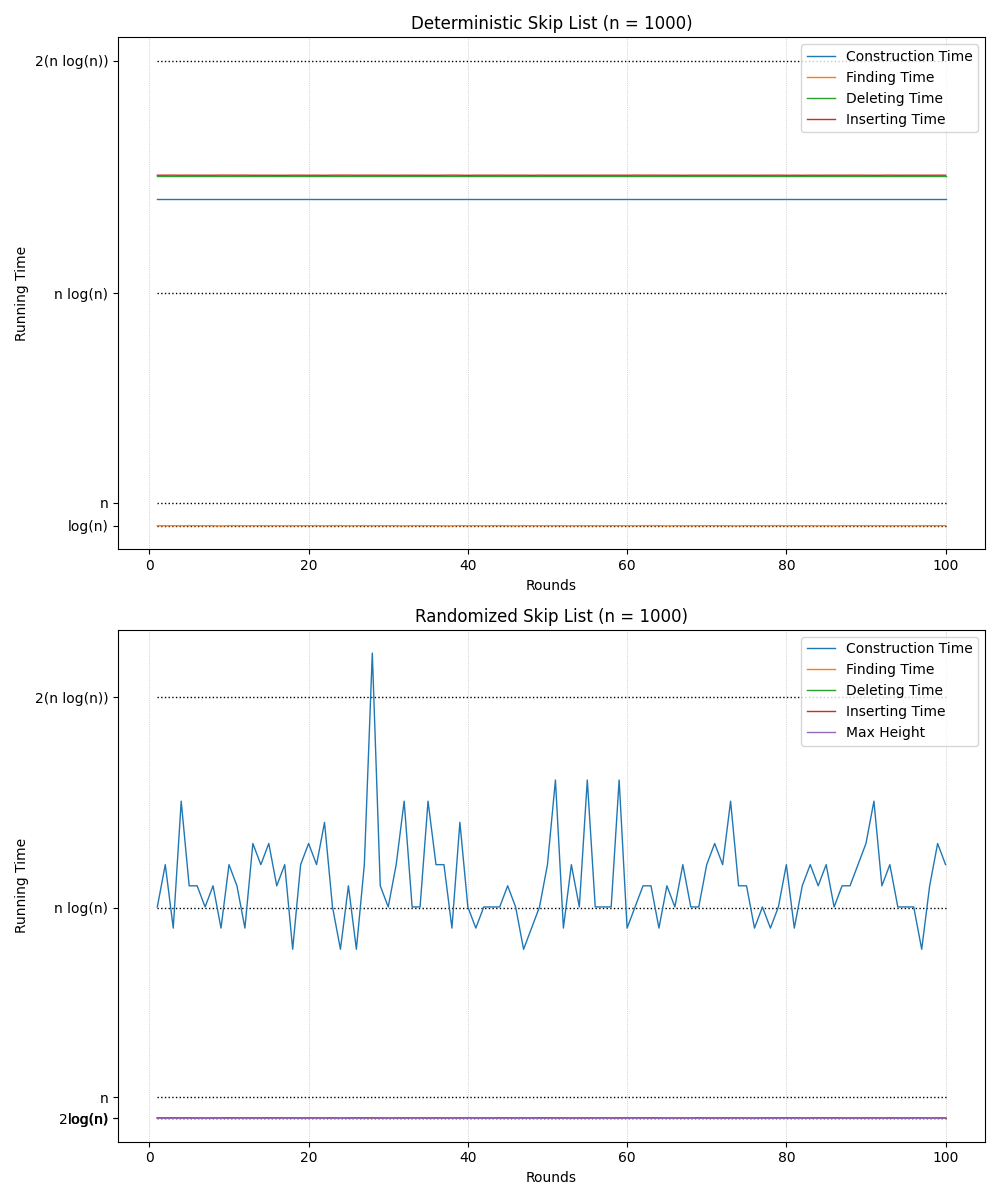 Deterministic Skip List (n = 1000)
2(n log(n))
n log(n)
n
log(n)
Running Time
Construction Time
Finding Time
Deleting Time
Inserting Time
0 20 40 60 80 100
Rounds
Randomized Skip List (n = 1000)
2(n log(n))
n log(n)
n
2log(n)
Running Time
Construction Time
Finding Time
Deleting Time
Inserting Time
Max Height
0 20 40 60 80 100
Rounds